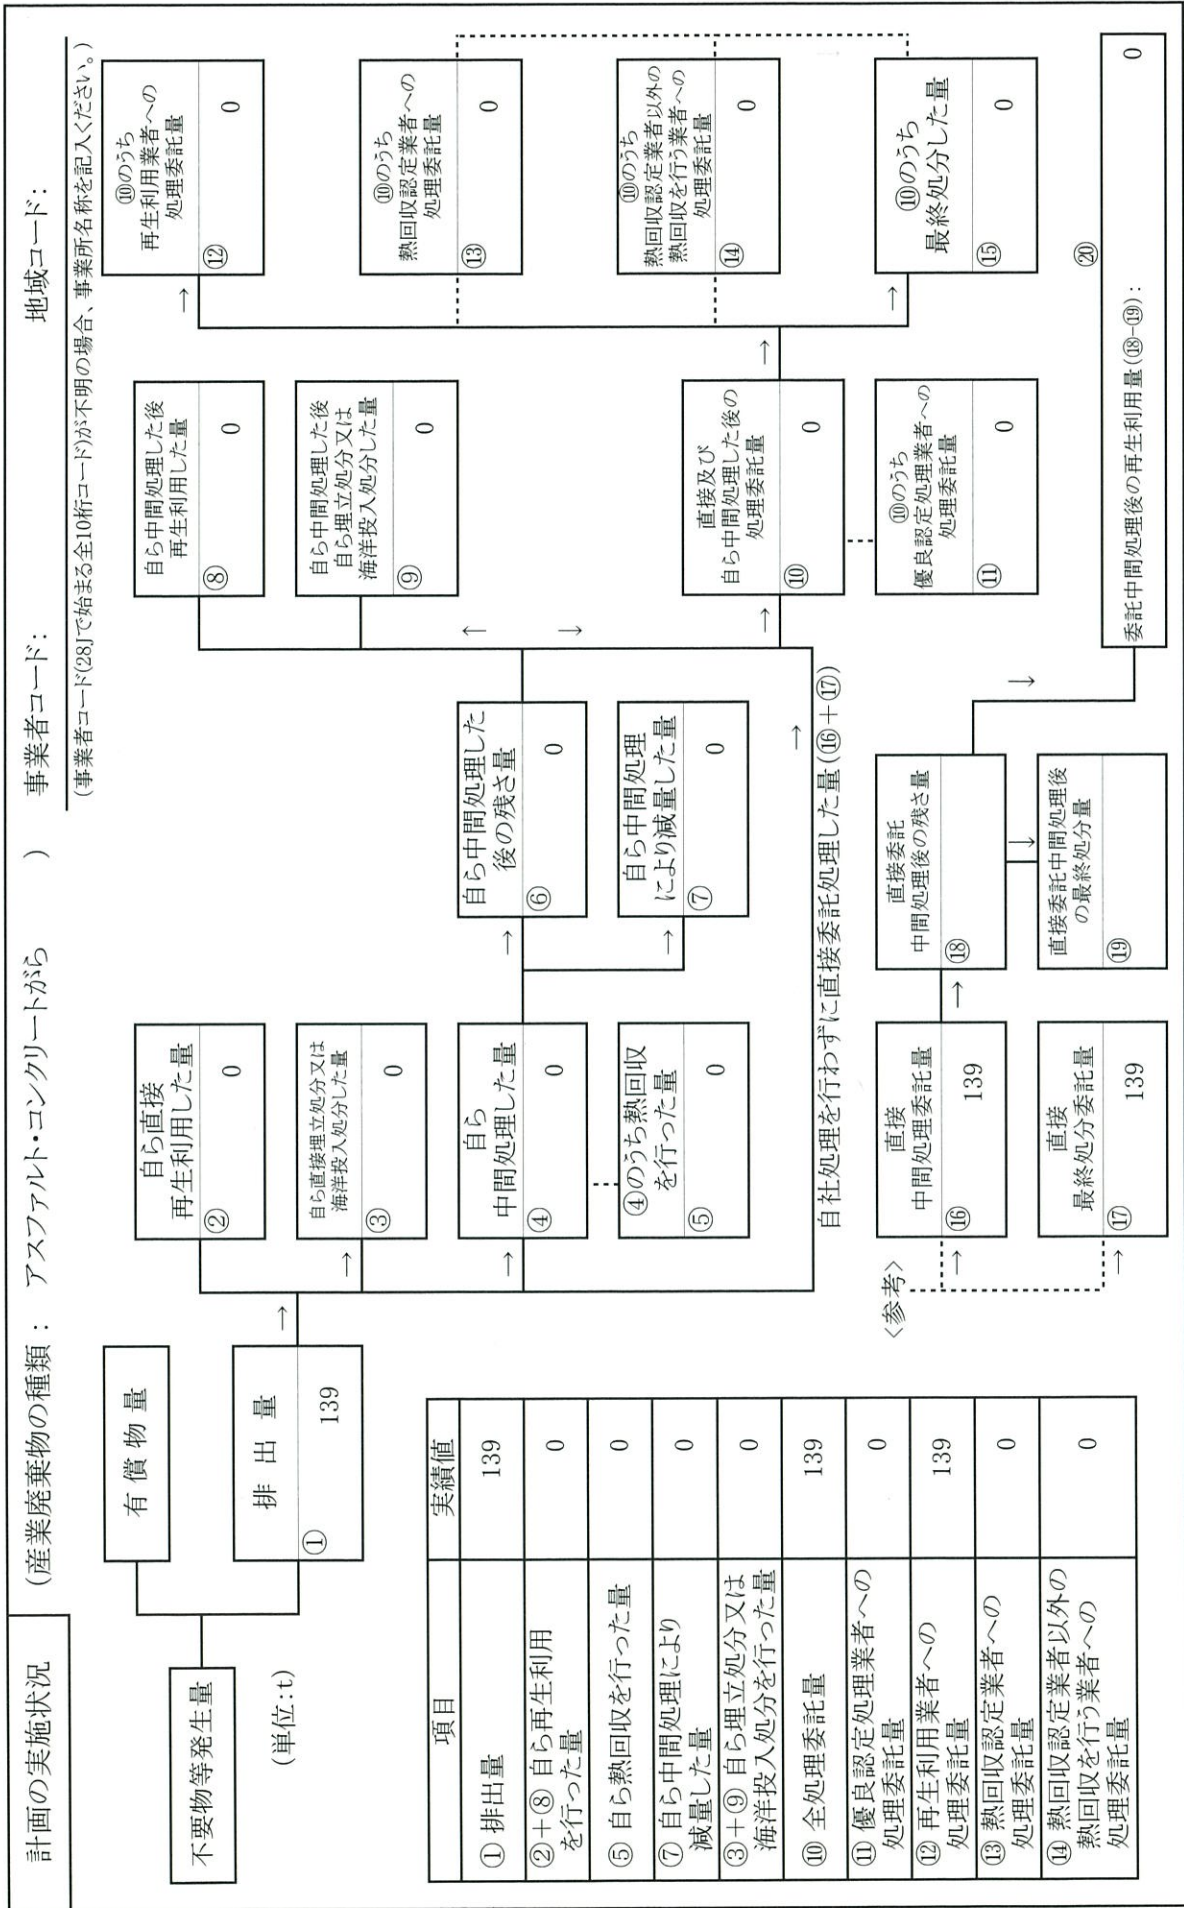 計画の実施状況
(産業廃棄物の種類： アスファルト・コンクリートがら )
事業者コード：
地域コード：
(事業者コード(「28」で始まる全10桁コード)が不明の場合、事業所名称を記入ください。)
不要物等発生量
(単位:t)
有償物量
排出量
①
139
→
自ら直接
再生利用した量
②
0
→
自ら直接埋立処分又は
海洋投入処分した量
③
0
→
自ら
中間処理した量
④
0
④のうち熱回収
を行った量
⑤
0
→
自ら中間処理した
後の残さ量
⑥
0
→
自ら中間処理
により減量した量
⑦
0
自ら中間処理した後
再生利用した量
⑧
0
自ら中間処理した後
自ら埋立処分又は
海洋投入処分した量
⑨
0
↑
↓
→
直接及び
自ら中間処理した後の
処理委託量
⑩
0
⑩のうち
優良認定処理業者への
処理委託量
⑪
0
→
→
⑩のうち
再生利用業者への
処理委託量
⑫
0
⑩のうち
熱回収認定業者への
処理委託量
⑬
0
⑩のうち
熱回収認定業者以外の
熱回収を行う業者への
処理委託量
⑭
0
→
⑩のうち
最終処分した量
⑮
0
→
自社処理を行わずに直接委託処理した量(⑯＋⑰)
<参考>
→
直接
中間処理委託量
⑯
139
→
直接
最終処分委託量
⑰
139
→
直接委託
中間処理後の残さ量
⑱
↓
直接委託中間処理後
の最終処分量
⑲
↓
⑳
委託中間処理後の再生利用量(⑱-⑲)：
0
項目 実績値
① 排出量 139
②＋⑧ 自ら再生利用
を行った量
0
⑤ 自ら熱回収を行った量 0
⑦ 自ら中間処理により
減量した量
0
③＋⑨ 自ら埋立処分又は
海洋投入処分を行った量
0
⑩ 全処理委託量 139
⑪ 優良認定処理業者への
処理委託量
0
⑫ 再生利用業者への
処理委託量
139
⑬ 熱回収認定業者への
処理委託量
0
⑭ 熱回収認定業者以外の
熱回収を行う業者への
処理委託量
0